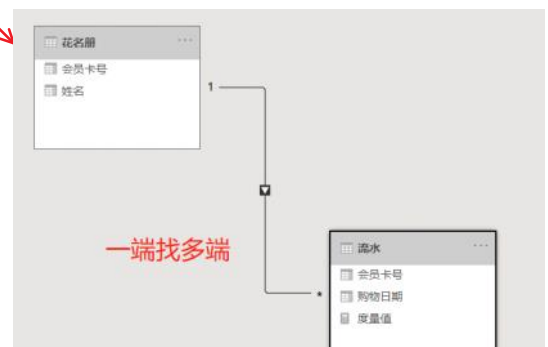 花名册 ...
会员卡号
姓名
1
一端找多端
流水 ...
会员卡号
*
购物日期
度量值